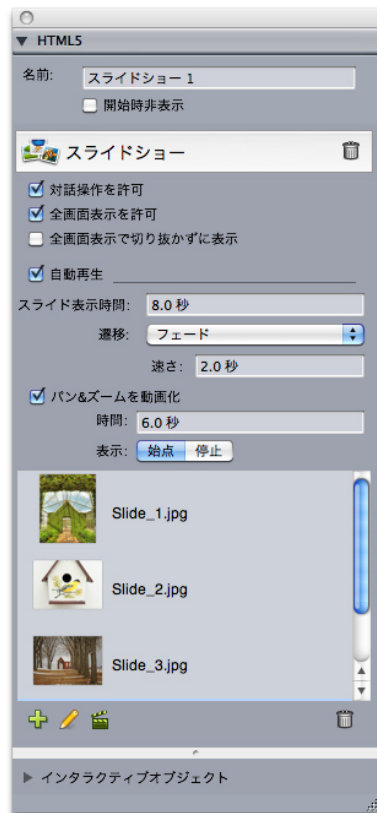 HTML5
名前: スライドショー 1
開始時非表示
スライドショー
対話操作を許可
全画面表示を許可
全画面表示で切り抜かずに表示
自動再生
スライド表示時間: 8.0 秒
遷移: フェード
速さ: 2.0 秒
パン&ズームを動画化
時間: 6.0 秒
表示: 始点 停止
Slide_1.jpg
Slide_2.jpg
Slide_3.jpg
インタラクティブオブジェクト